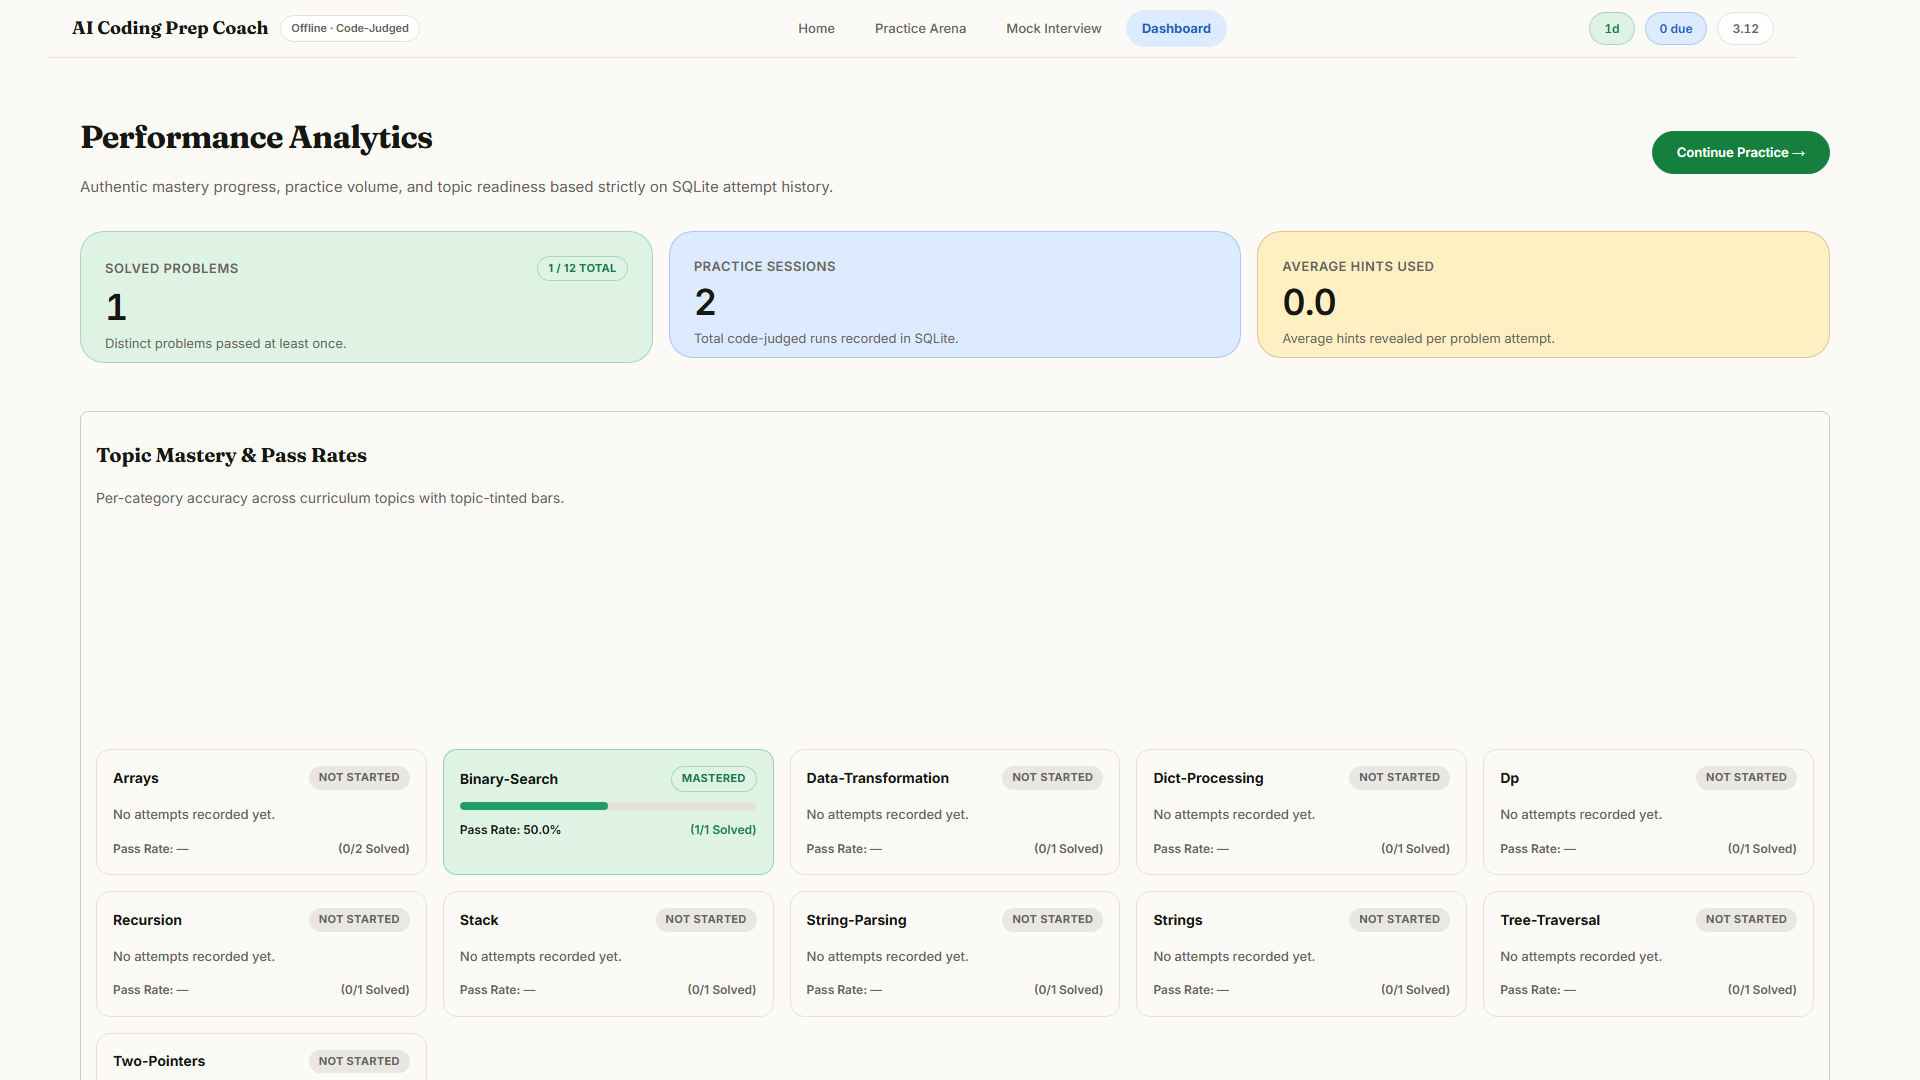 AI Coding Prep Coach
Offline · Code-Judged
Home
Practice Arena
Mock Interview
Dashboard
1d
0 due
3.12
Performance Analytics
Authentic mastery progress, practice volume, and topic readiness based strictly on SQLite attempt history.
Continue Practice →
SOLVED PROBLEMS
1 / 12 TOTAL
1
Distinct problems passed at least once.
PRACTICE SESSIONS
2
Total code-judged runs recorded in SQLite.
AVERAGE HINTS USED
0.0
Average hints revealed per problem attempt.
Topic Mastery & Pass Rates
Per-category accuracy across curriculum topics with topic-tinted bars.
Arrays
NOT STARTED
No attempts recorded yet.
Pass Rate: —
(0/2 Solved)
Binary-Search
MASTERED
Pass Rate: 50.0%
(1/1 Solved)
Data-Transformation
NOT STARTED
No attempts recorded yet.
Pass Rate: —
(0/1 Solved)
Dict-Processing
NOT STARTED
No attempts recorded yet.
Pass Rate: —
(0/1 Solved)
Dp
NOT STARTED
No attempts recorded yet.
Pass Rate: —
(0/1 Solved)
Recursion
NOT STARTED
No attempts recorded yet.
Pass Rate: —
(0/1 Solved)
Stack
NOT STARTED
No attempts recorded yet.
Pass Rate: —
(0/1 Solved)
String-Parsing
NOT STARTED
No attempts recorded yet.
Pass Rate: —
(0/1 Solved)
Strings
NOT STARTED
No attempts recorded yet.
Pass Rate: —
(0/1 Solved)
Tree-Traversal
NOT STARTED
No attempts recorded yet.
Pass Rate: —
(0/1 Solved)
Two-Pointers
NOT STARTED